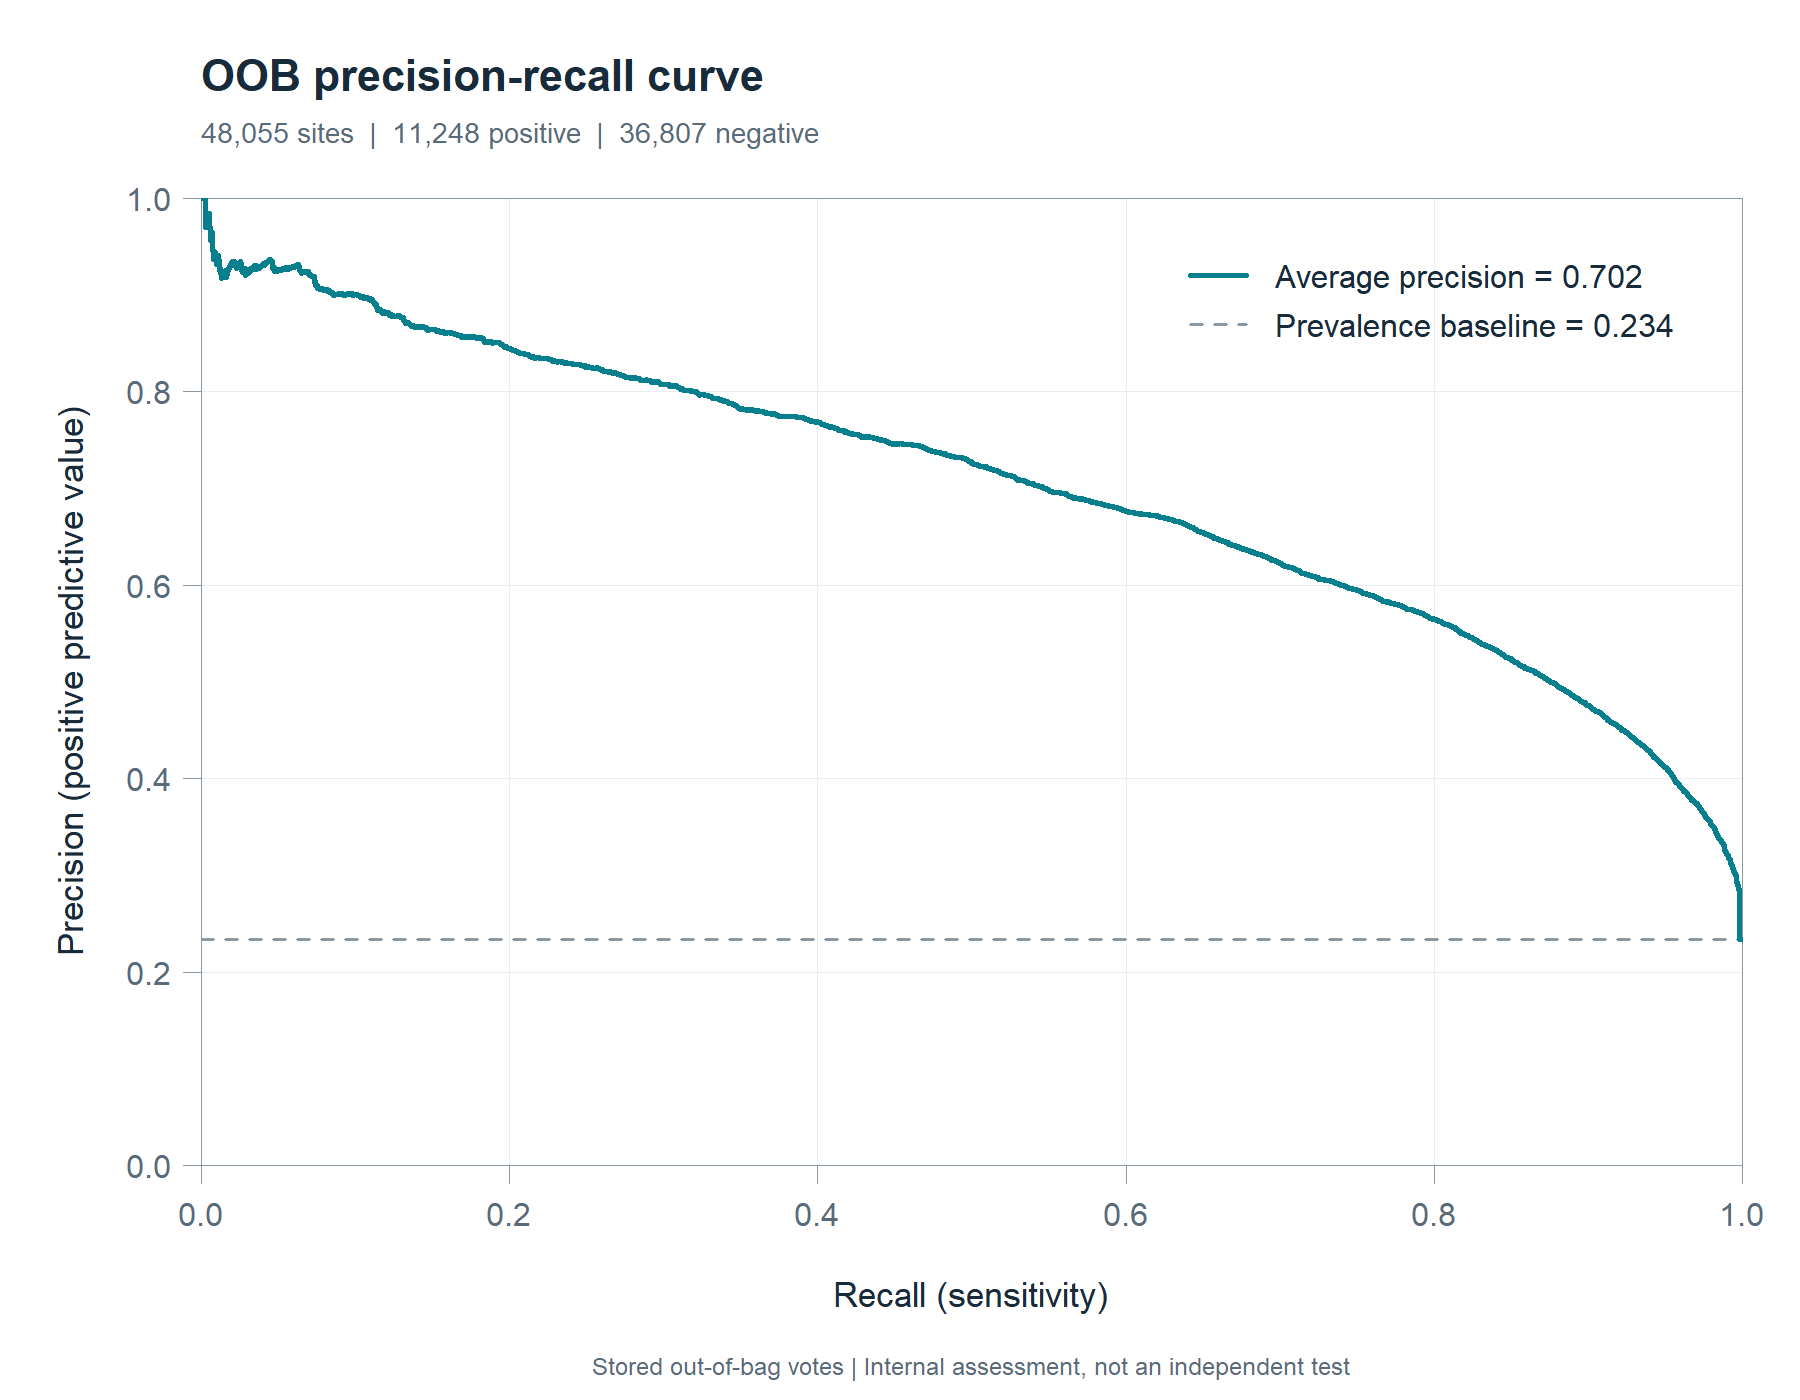 OOB precision-recall curve
48,055 sites | 11,248 positive | 36,807 negative
Average precision = 0.702
Prevalence baseline = 0.234
Precision (positive predictive value)
1.0
0.8
0.6
0.4
0.2
0.0
0.0 0.2 0.4 0.6 0.8 1.0
Recall (sensitivity)
Stored out-of-bag votes | Internal assessment, not an independent test